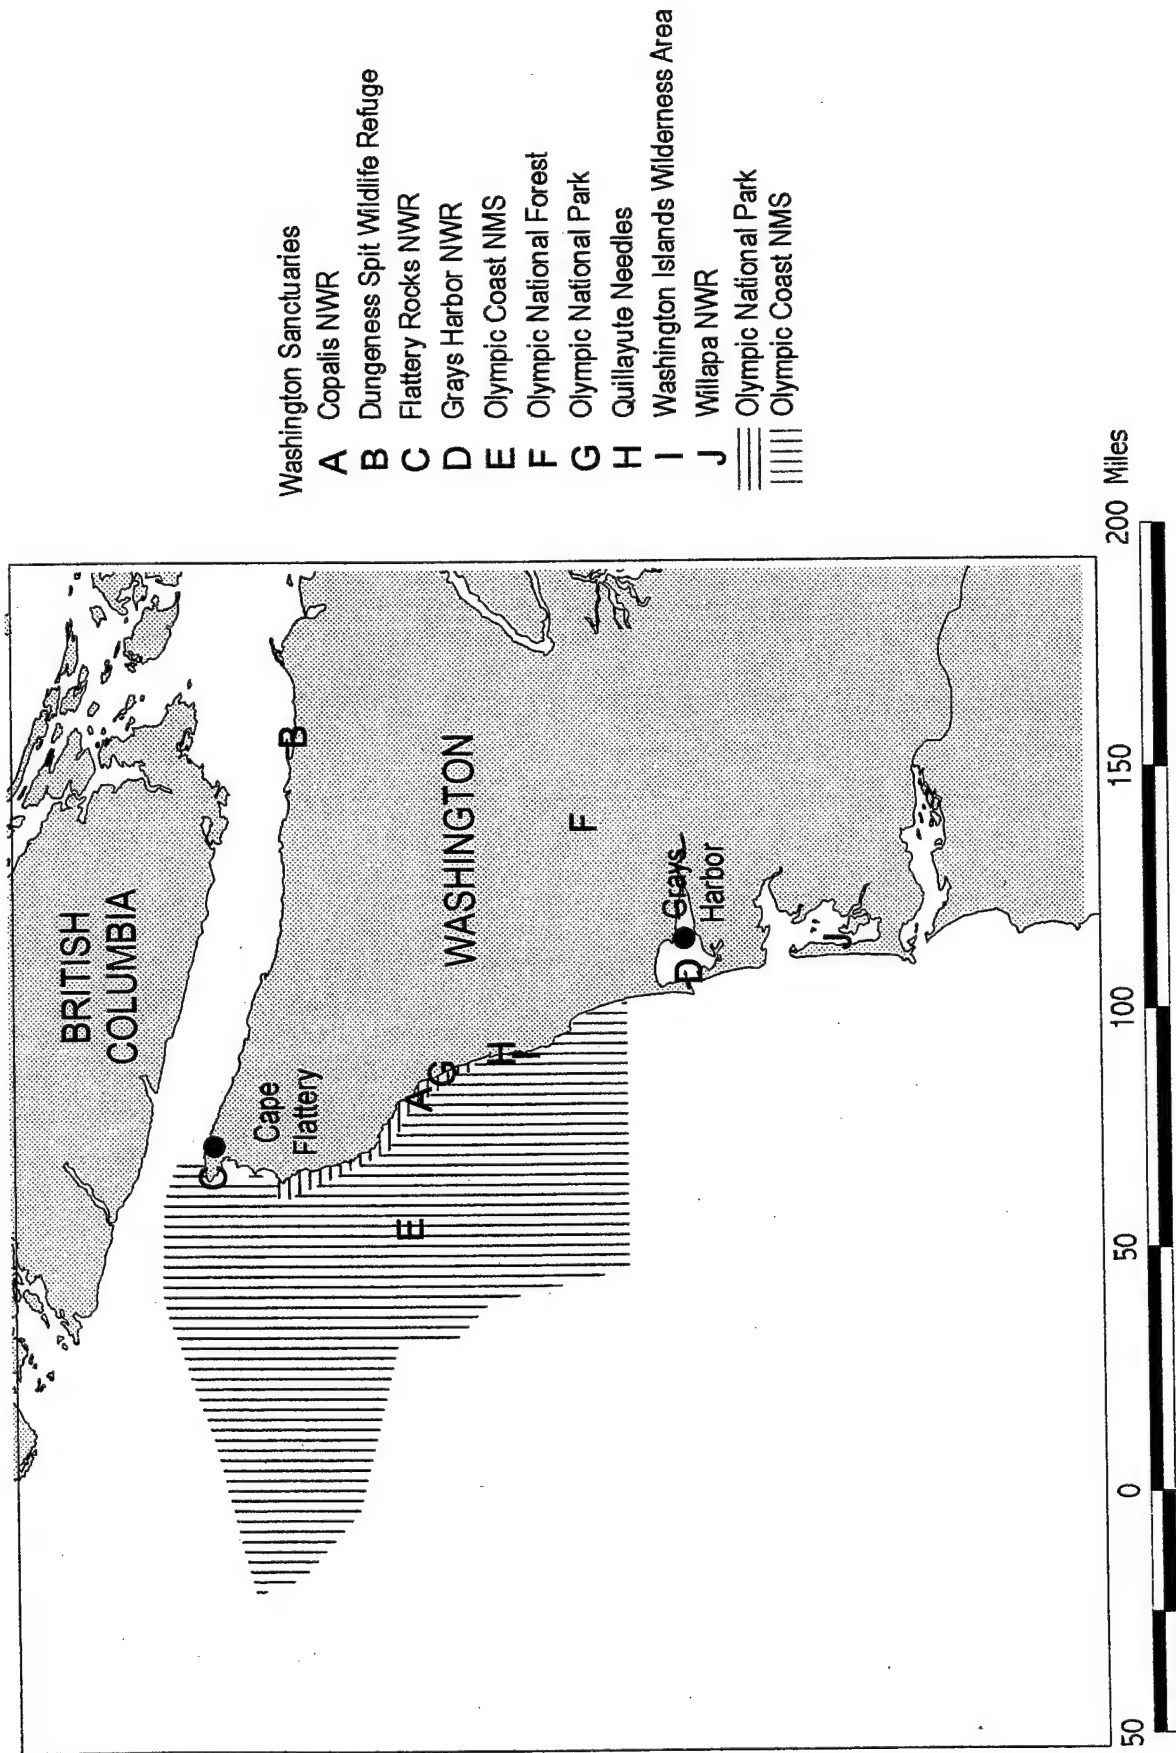 BRITISH
COLUMBIA
Cape
Flattery
WASHINGTON
Grays
Harbor
C
B
E
A
G
H
I
F
D
J
Washington Sanctuaries
A Copalis NWR
B Dungeness Spit Wildlife Refuge
C Flattery Rocks NWR
D Grays Harbor NWR
E Olympic Coast NMS
F Olympic National Forest
G Olympic National Park
H Quillayute Needles
I Washington Islands Wilderness Area
J Willapa NWR
Olympic National Park
Olympic Coast NMS
50 0 50 100 150 200 Miles